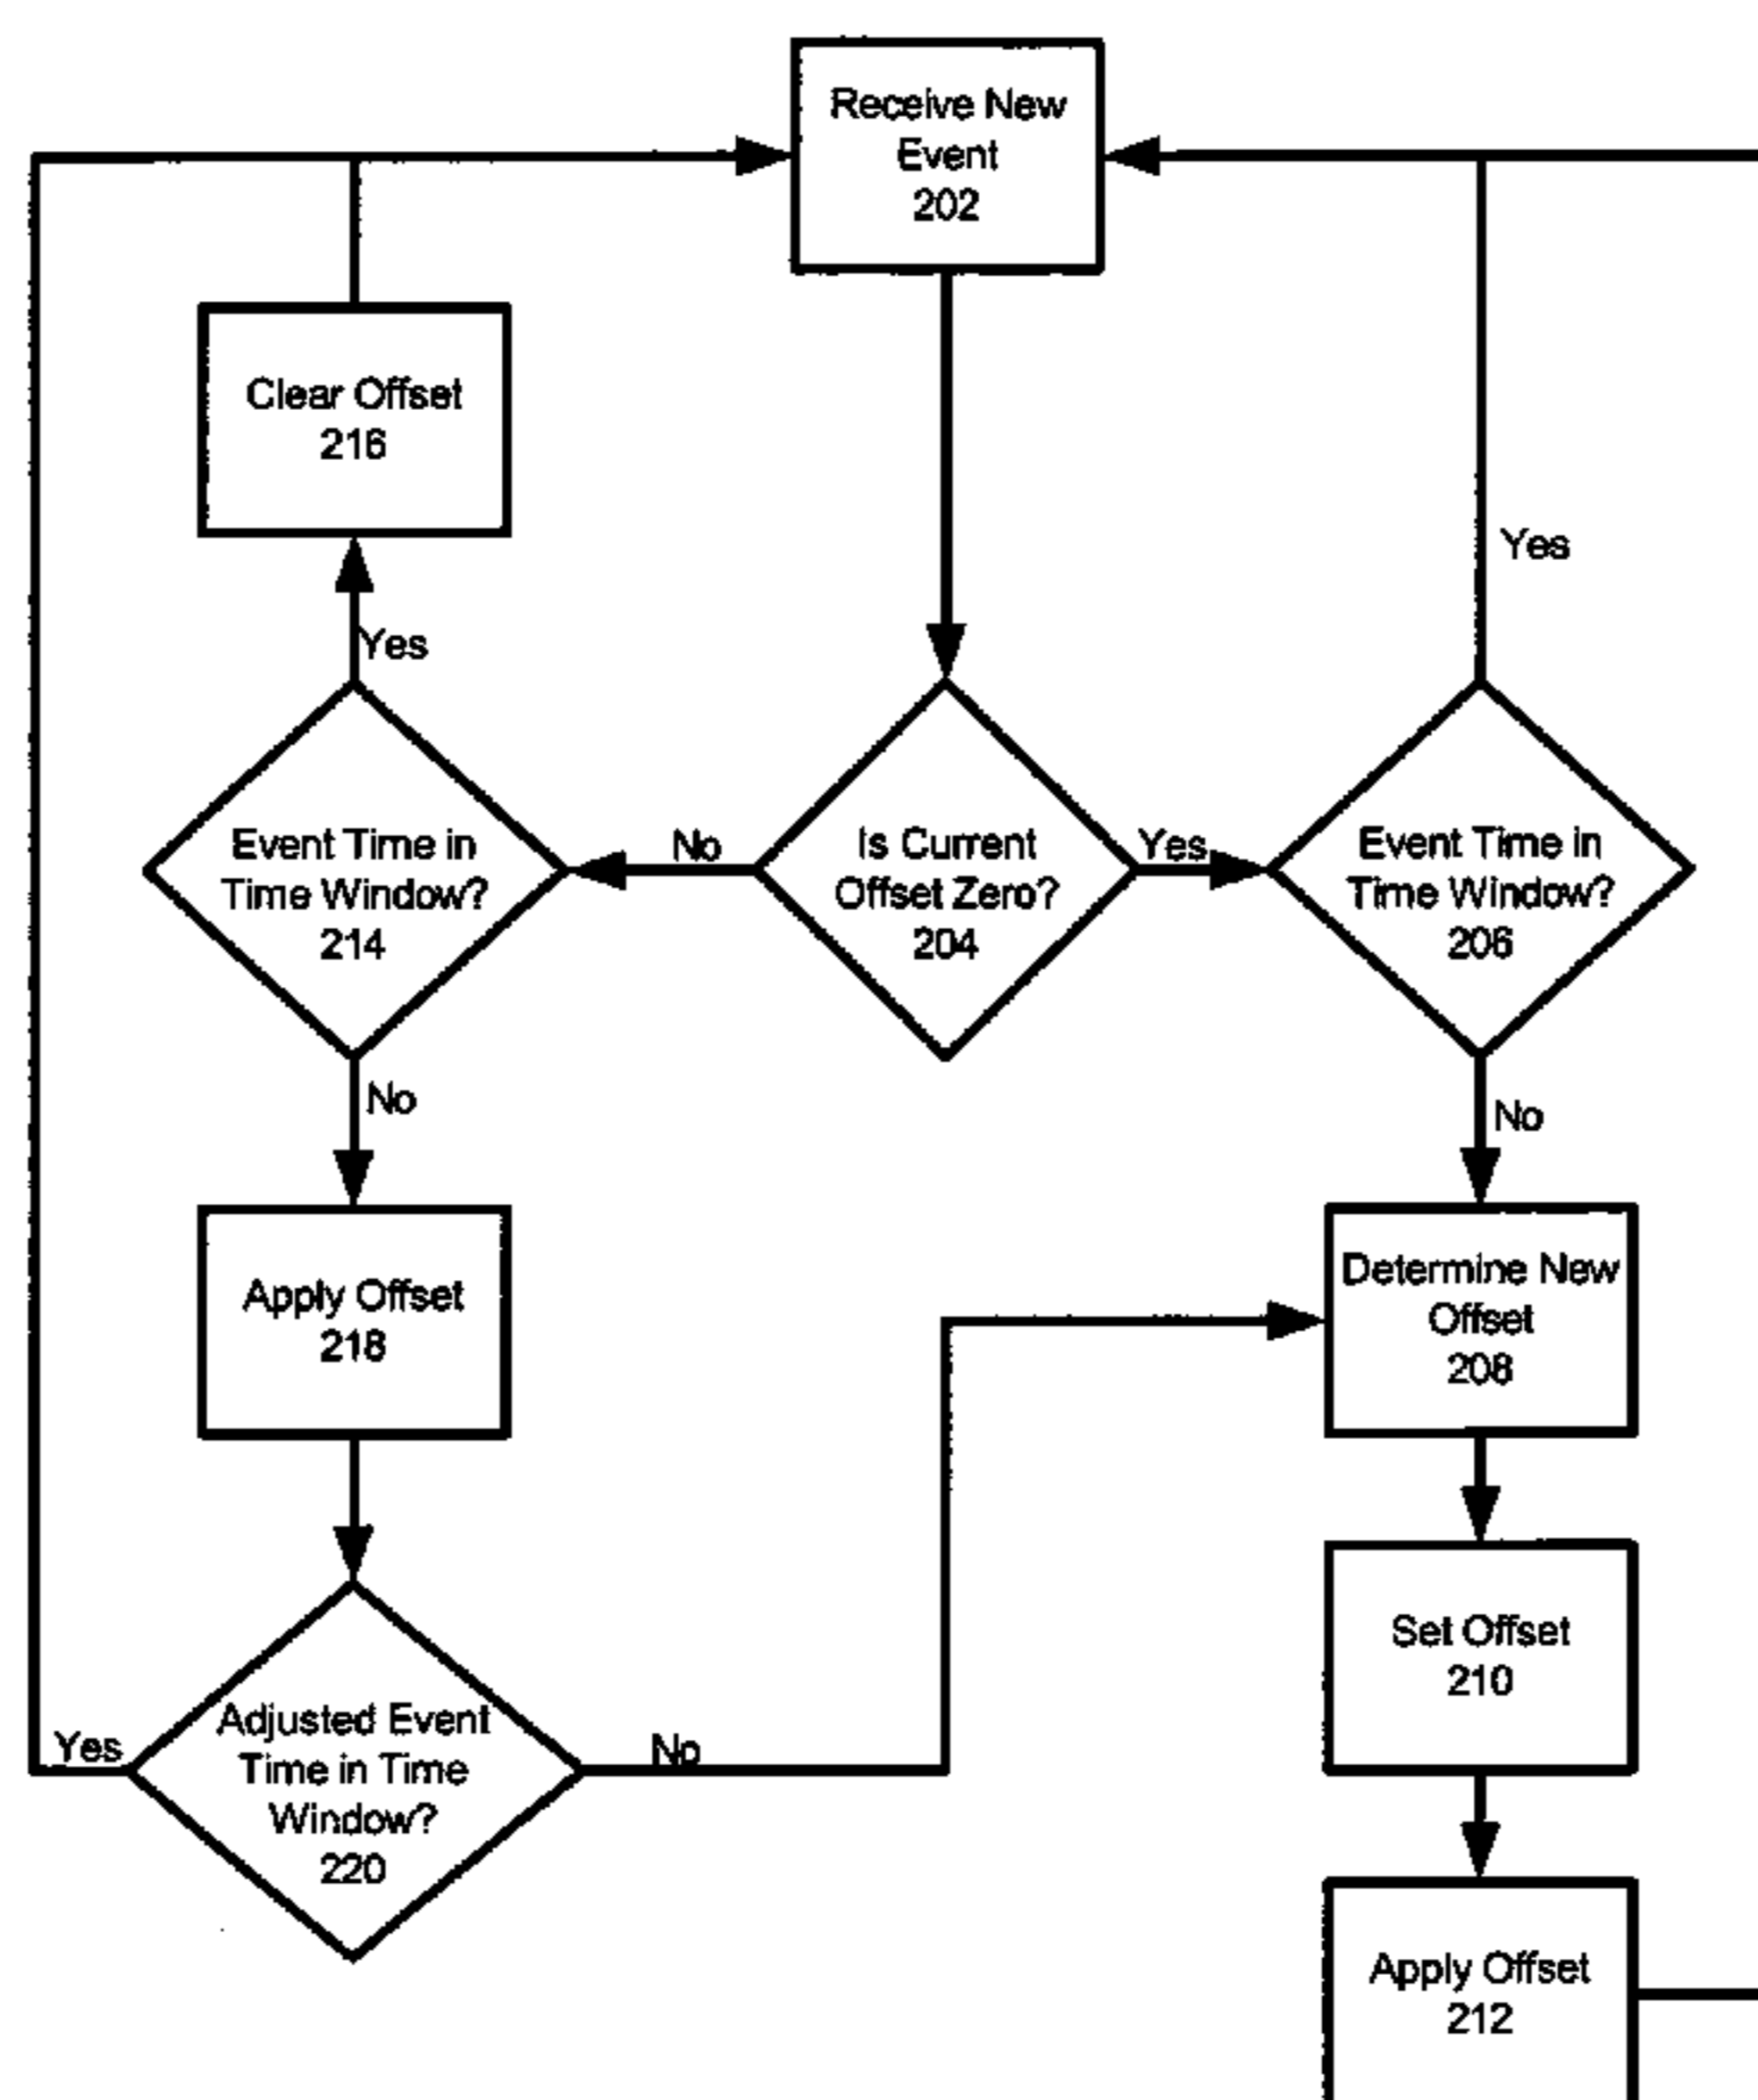 Receive New
Event
202
Clear Offset
216
Yes
Yes
Event Time in
Time Window?
214
No
Is Current
Offset Zero?
204
Yes
Event Time in
Time Window?
206
No
No
Apply Offset
218
Determine New
Offset
208
Set Offset
210
Adjusted Event
Time in Time
Window?
220
Yes
No
Apply Offset
212